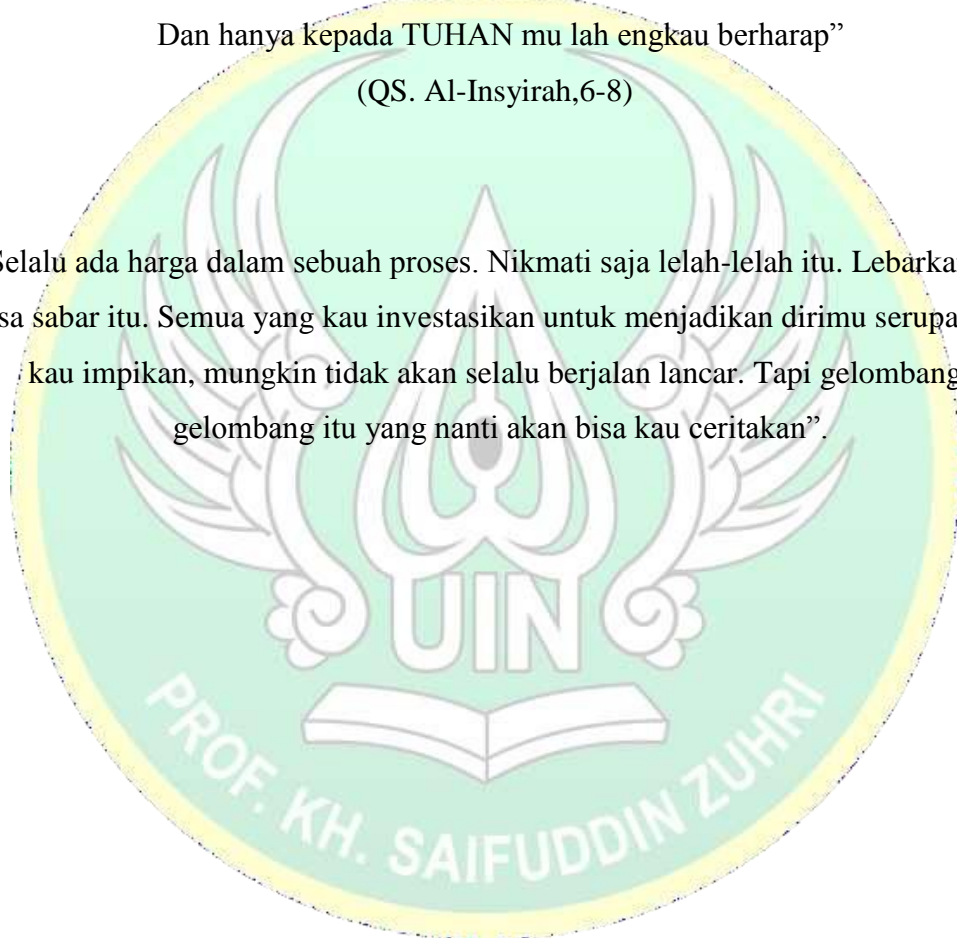 Dan hanya kepada TUHAN mu lah engkau berharap”
(QS. Al-Insyirah,6-8)
Selalu ada harga dalam sebuah proses. Nikmati saja lelah-lelah itu. Lebarkan
sa sabar itu. Semua yang kau investasikan untuk menjadikan dirimu serupa
kau impikan, mungkin tidak akan selalu berjalan lancar. Tapi gelombang
gelombang itu yang nanti akan bisa kau ceritakan”.
UIN
PROF. KH. SAIFUDDIN ZUHRI